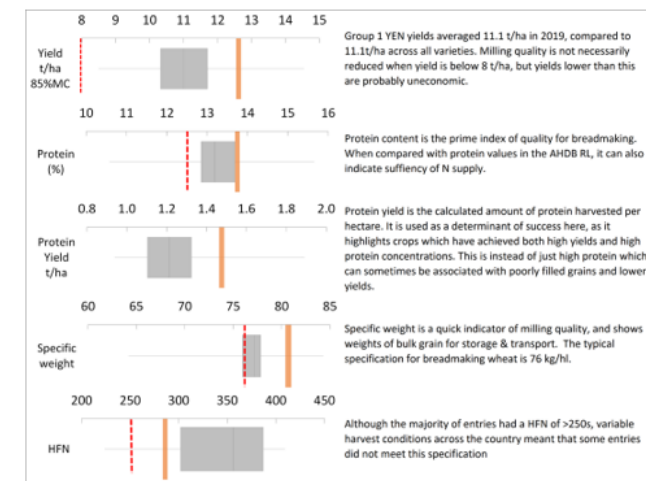 8 9 10 11 12 13 14 15
Yield
t/ha
85%MC
Group 1 YEN yields averaged 11.1 t/ha in 2019, compared to
11.1t/ha across all varieties. Milling quality is not necessarily
reduced when yield is below 8 t/ha, but yields lower than this
are probably uneconomic.
10 11 12 13 14 15 16
Protein
(%)
Protein content is the prime index of quality for breadmaking.
When compared with protein values in the AHDB RL, it can also
indicate suffiency of N supply.
0.8 1.0 1.2 1.4 1.6 1.8 2.0
Protein
Yield
t/ha
Protein yield is the calculated amount of protein harvested per
hectare. It is used as a determinant of success here, as it
highlights crops which have achieved both high yields and high
protein concentrations. This is instead of just high protein which
can sometimes be associated with poorly filled grains and lower
yields.
60 65 70 75 80 85
Specific
weight
Specific weight is a quick indicator of milling quality, and shows
weights of bulk grain for storage & transport. The typical
specification for breadmaking wheat is 76 kg/hl.
200 250 300 350 400 450
HFN
Although the majority of entries had a HFN of >250s, variable
harvest conditions across the country meant that some entries
did not meet this specification